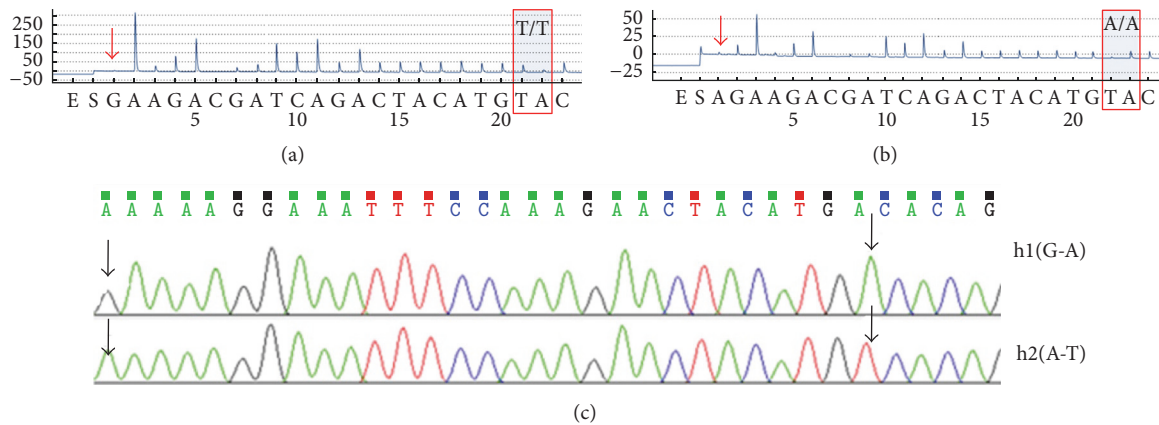 250
150
50
−50
T/T
E S G A A G A C G A T C A G A C T A C A T G T A C
5 10 15 20
(a)
50
25
0
−25
A/A
E S A G A A G A C G A T C A G A C T A C A T G T A C
5 10 15 20
(b)
A A A A A G G A A A T T T C C A A A G A A C T A C A T G A C A C A G
h1(G-A)
h2(A-T)
(c)